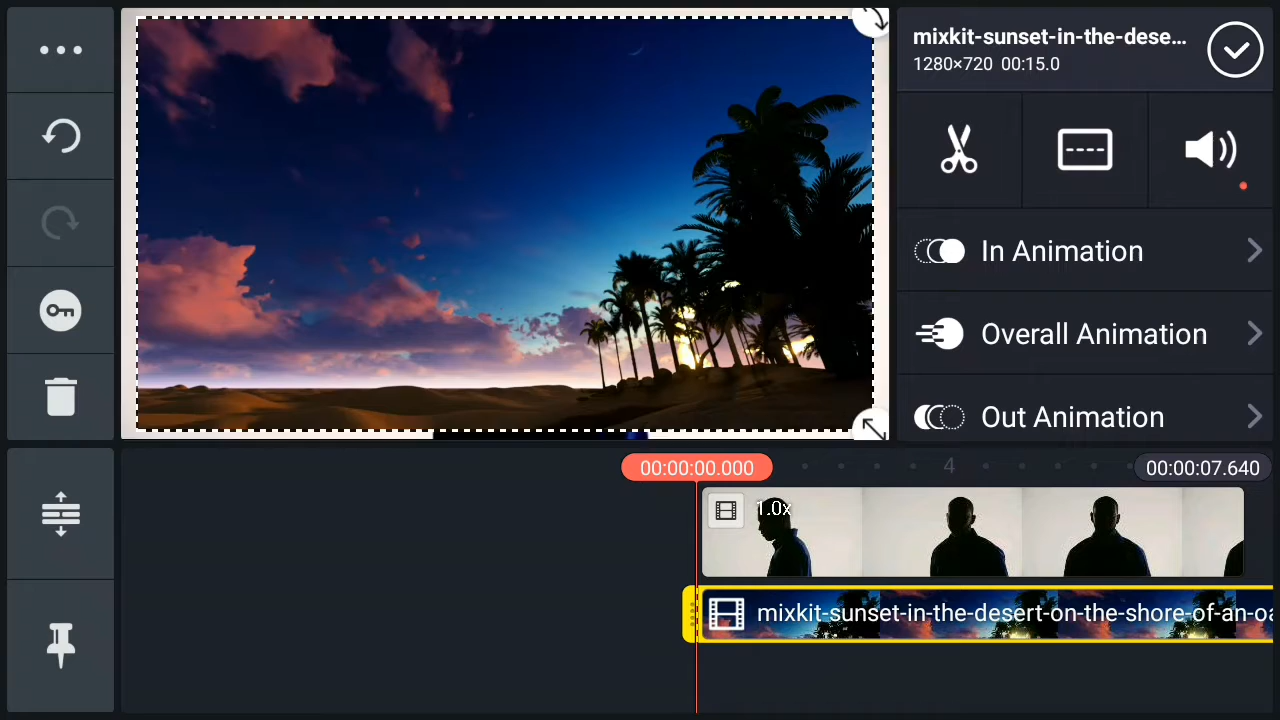 mixkit-sunset-in-the-dese...
1280×720 00:15.0
In Animation
Overall Animation
Out Animation
00:00:00.000
4
00:00:07.640
1.0x
mixkit-sunset-in-the-desert-on-the-shore-of-an-oa